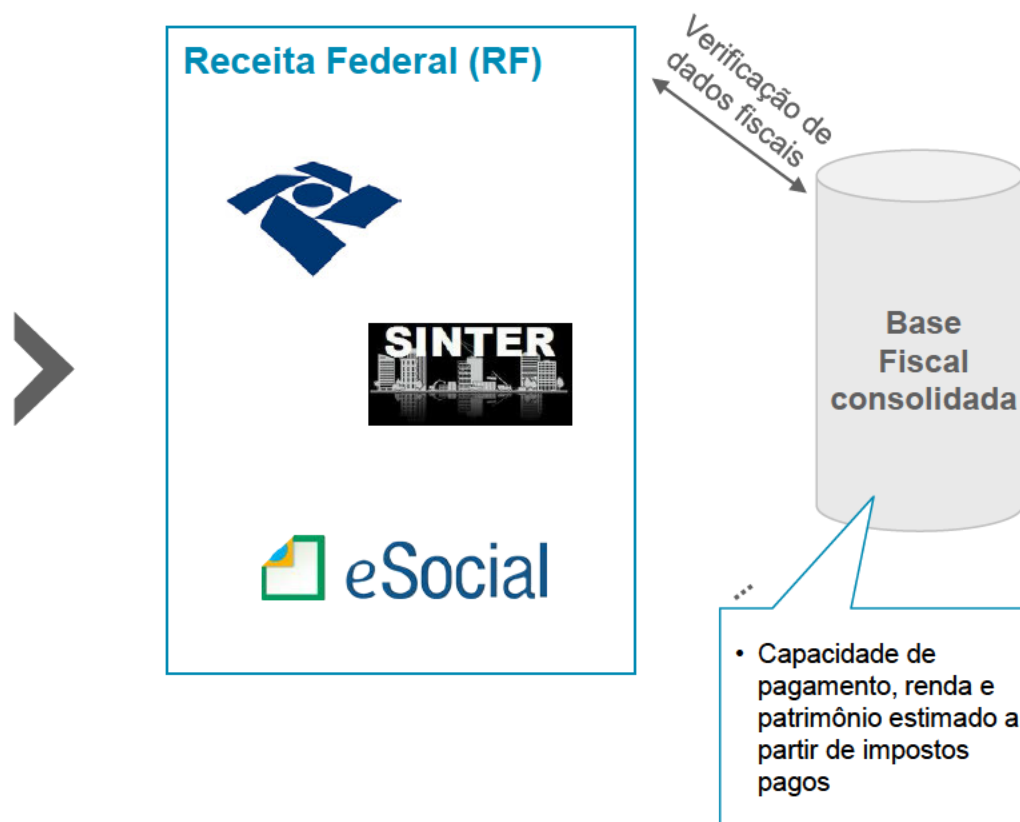 Receita Federal (RF)
Verificação de
dados fiscais
SINTER
Base
Fiscal
consolidada
eSocial
...
• Capacidade de
pagamento, renda e
patrimônio estimado a
partir de impostos
pagos